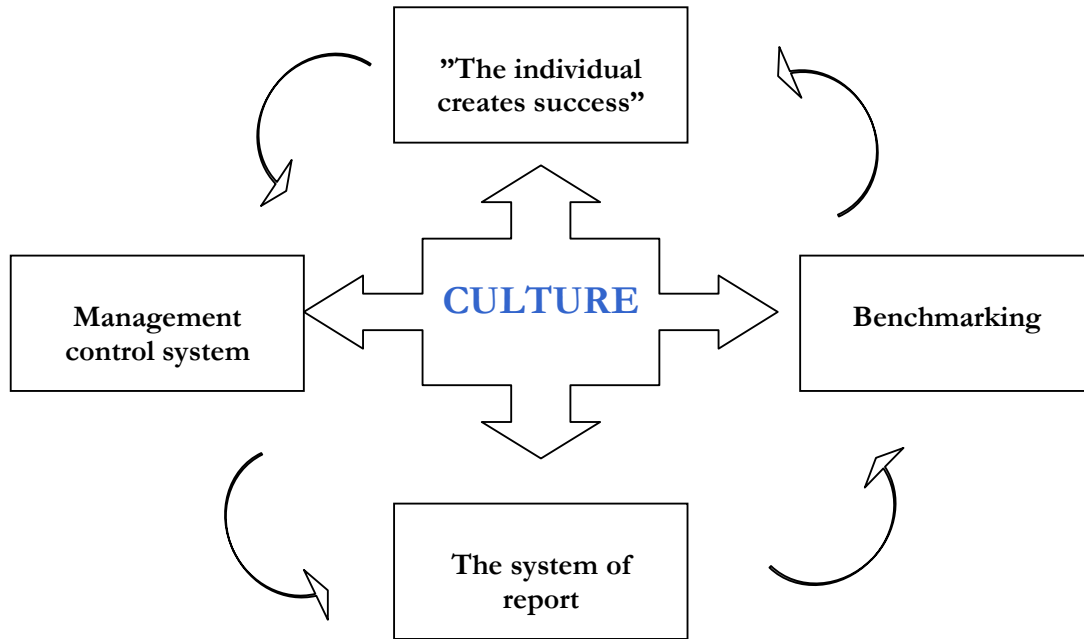 ”The individual
creates success”
CULTURE
Management
control system
Benchmarking
The system of
report